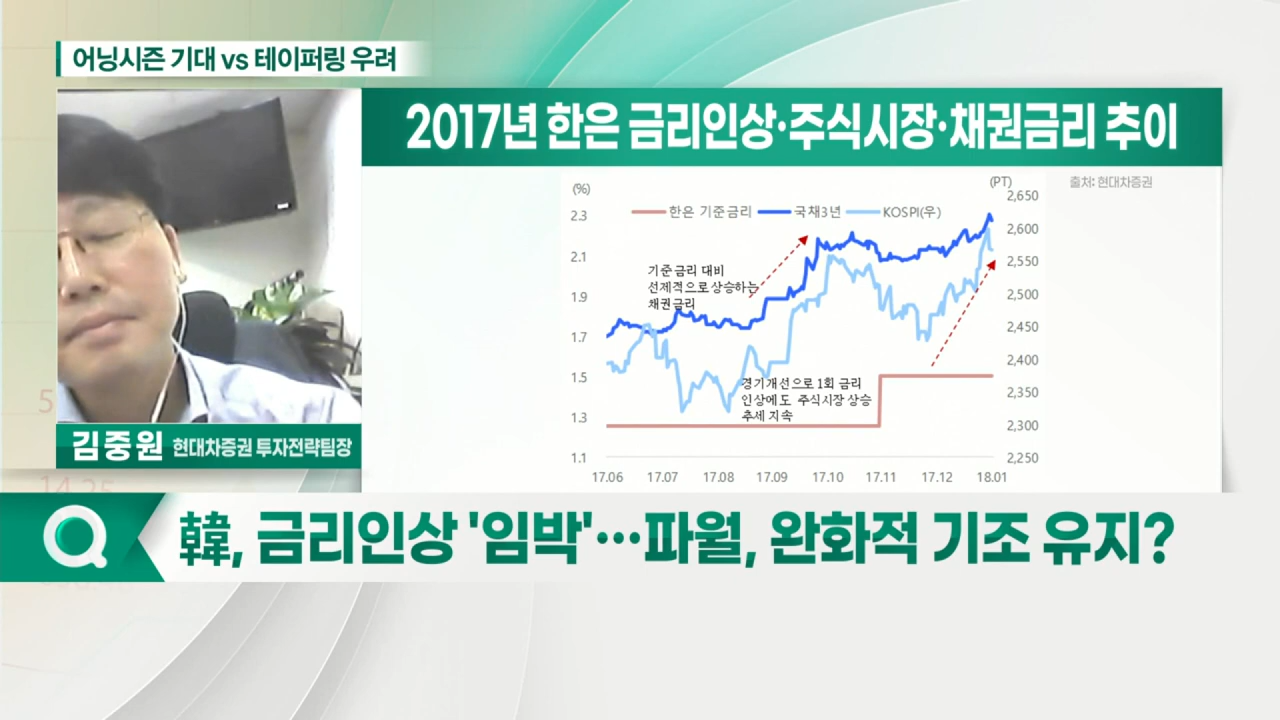 어닝시즌 기대 vs 테이퍼링 우려
2017년 한은 금리인상·주식시장·채권금리 추이
출처: 현대차증권
(%)
(PT)
한은 기준금리
국채3년
KOSPI(우)
2.3
2.1
1.9
1.7
1.5
1.3
1.1
2,650
2,600
2,550
2,500
2,450
2,400
2,350
2,300
2,250
기준금리 대비
선제적으로 상승하는
채권금리
경기개선으로 1회 금리
인상에도 주식시장 상승
추세 지속
17.06 17.07 17.08 17.09 17.10 17.11 17.12 18.01
김중원 현대차증권 투자전략팀장
韓, 금리인상 '임박'…파월, 완화적 기조 유지?